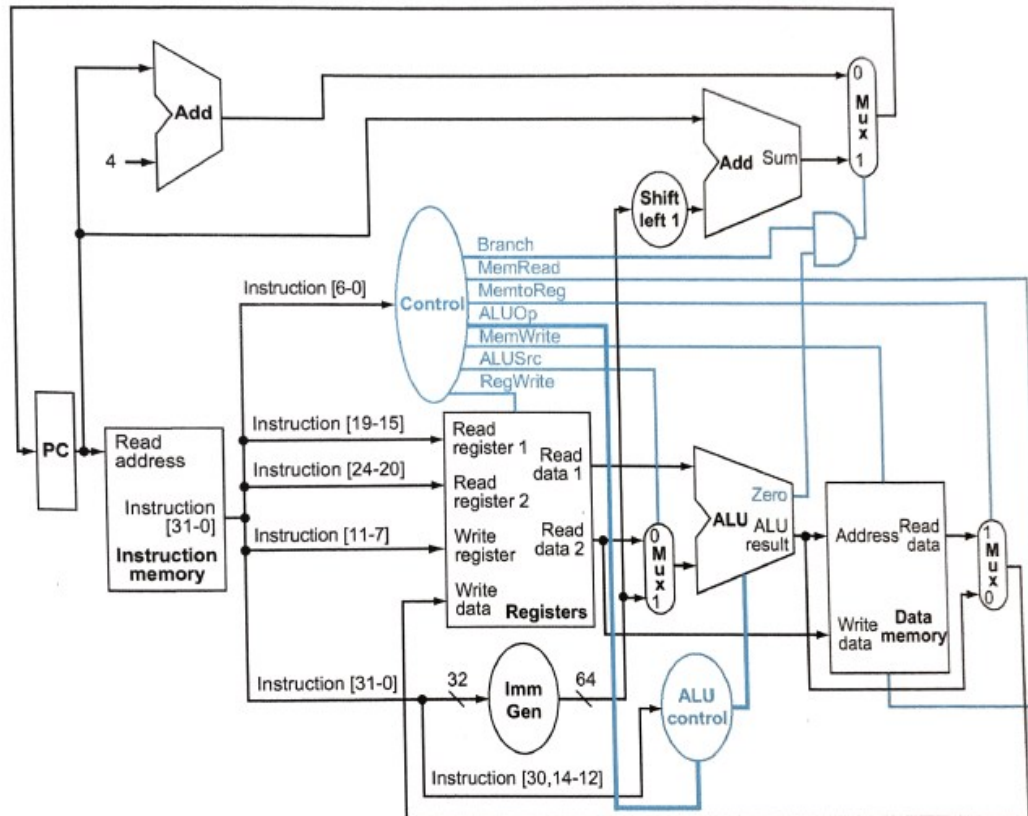 Add
4
0
Mux
1
Add Sum
Shift
left 1
Branch
MemRead
MemtoReg
ALUOp
MemWrite
ALUSrc
RegWrite
Control
Instruction [6-0]
PC
Read
address
Instruction
[31-0]
Instruction
memory
Instruction [19-15]
Instruction [24-20]
Instruction [11-7]
Read
register 1
Read
register 2
Write
register
Write
data
Read
data 1
Read
data 2
Registers
0
Mux
1
Zero
ALU
ALU
result
Address
Read
data
Write
data
Data
memory
1
Mux
0
Instruction [31-0]
32
Imm
Gen
64
ALU
control
Instruction [30,14-12]